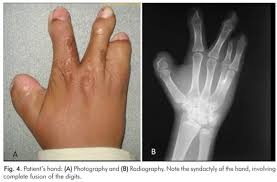 A
B
Fig. 4. Patient's hand: (A) Photography and (B) Radiography. Note the syndactyly of the hand, involving
complete fusion of the digits.